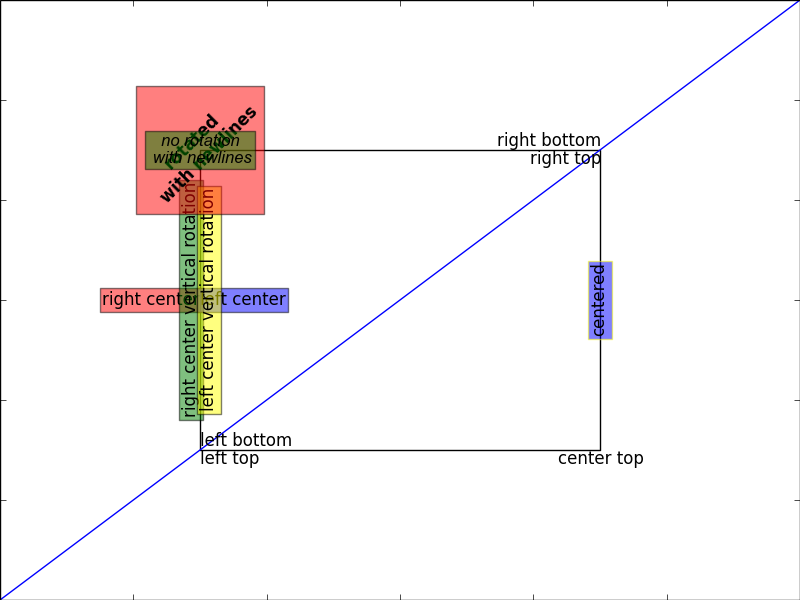 rotated
with newlines
no rotation
with newlines
right bottom
right top
right center vertical rotation
left center vertical rotation
right center
left center
centered
left bottom
left top
center top